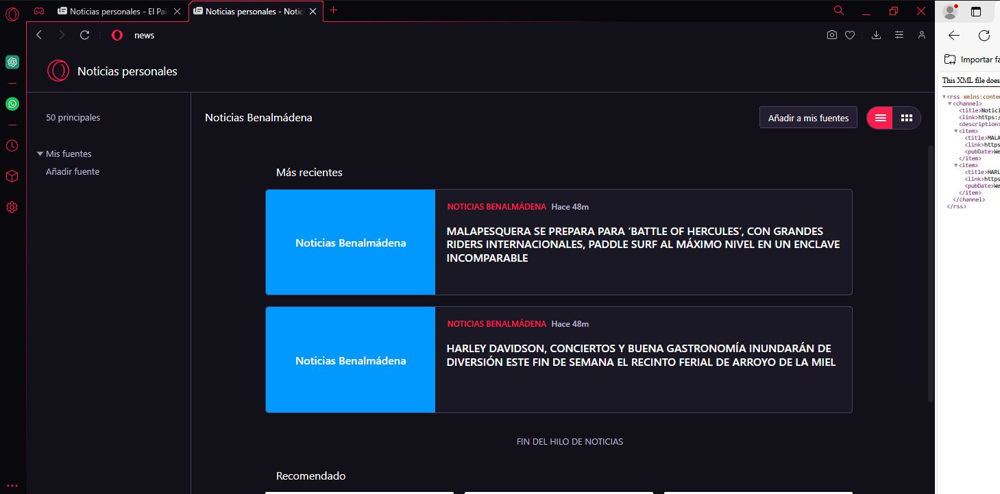 Noticias personales - El Pais
Noticias personales - Notic
news
Noticias personales
50 principales
Mis fuentes
Añadir fuente
Noticias Benalmádena
Añadir a mis fuentes
Más recientes
Noticias Benalmádena
NOTICIAS BENALMÁDENA Hace 48m
MALAPESQUERA SE PREPARA PARA ‘BATTLE OF HERCULES’, CON GRANDES
RIDERS INTERNACIONALES, PADDLE SURF AL MÁXIMO NIVEL EN UN ENCLAVE
INCOMPARABLE
Noticias Benalmádena
NOTICIAS BENALMÁDENA Hace 48m
HARLEY DAVIDSON, CONCIERTOS Y BUENA GASTRONOMÍA INUNDARÁN DE
DIVERSIÓN ESTE FIN DE SEMANA EL RECINTO FERIAL DE ARROYO DE LA MIEL
FIN DEL HILO DE NOTICIAS
Recomendado
Importar fa
This XML file does
<rss xmlns:conte
<channel>
<title>Notici
<link>https:/
<description>
<item>
<title>MALA
<link>https
<pubDate>We
</item>
<item>
<title>HARL
<link>https
<pubDate>We
</item>
</channel>
</rss>